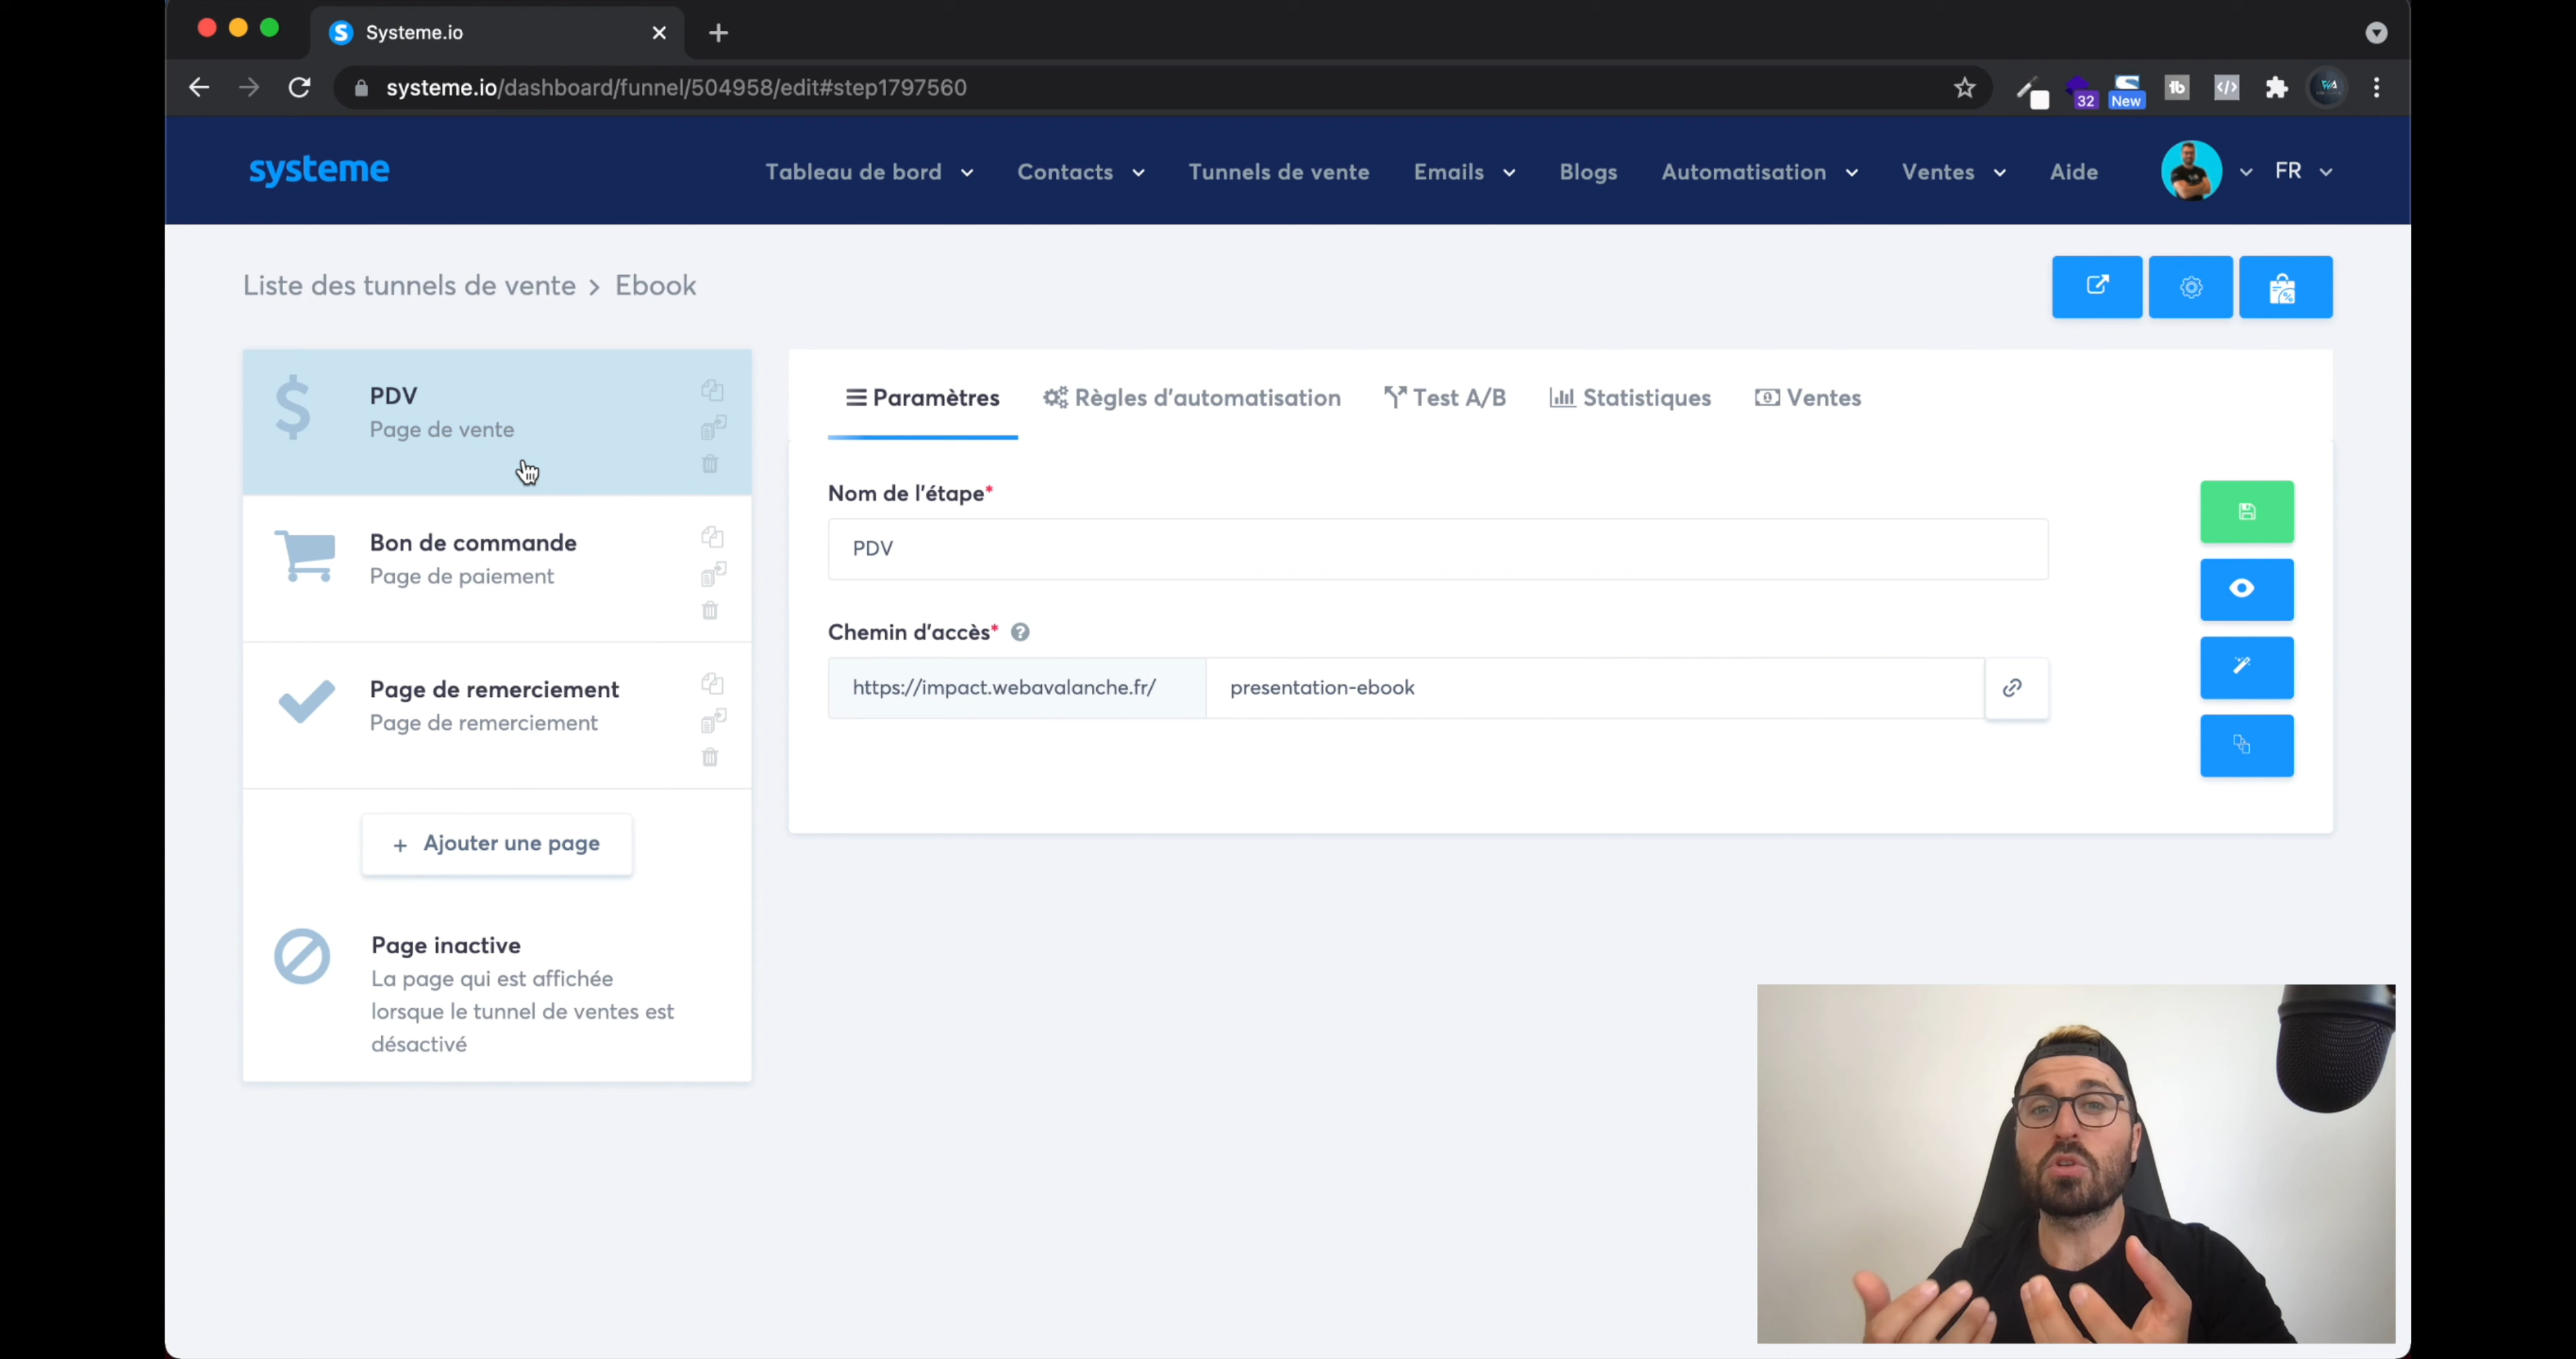 Systeme.io
systeme.io/dashboard/funnel/504958/edit#step1797560
32
New
systeme
Tableau de bord
Contacts
Tunnels de vente
Emails
Blogs
Automatisation
Ventes
Aide
FR
Liste des tunnels de vente > Ebook
PDV
Page de vente
Bon de commande
Page de paiement
Page de remerciement
Page de remerciement
+ Ajouter une page
Page inactive
La page qui est affichée
lorsque le tunnel de ventes est
désactivé
Paramètres
Règles d'automatisation
Test A/B
Statistiques
Ventes
Nom de l'étape*
PDV
Chemin d'accès*
https://impact.webavalanche.fr/
presentation-ebook